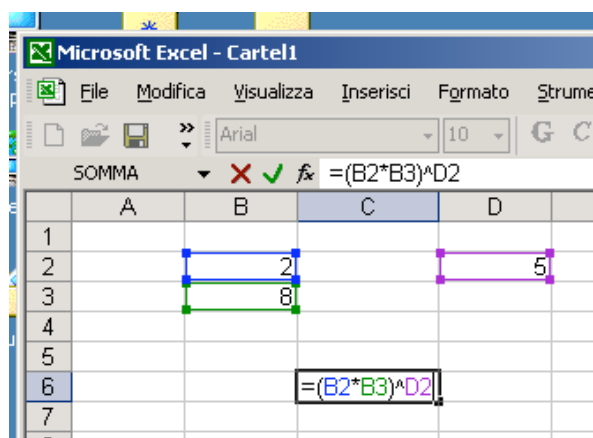 Microsoft Excel - Cartel1
File Modifica Visualizza Inserisci Formato
Arial 10 G C
SOMMA fx =(B2*B3)^D2
A B C D
1
2 2 5
3 8
4
5
6 =(B2*B3)^D2
7